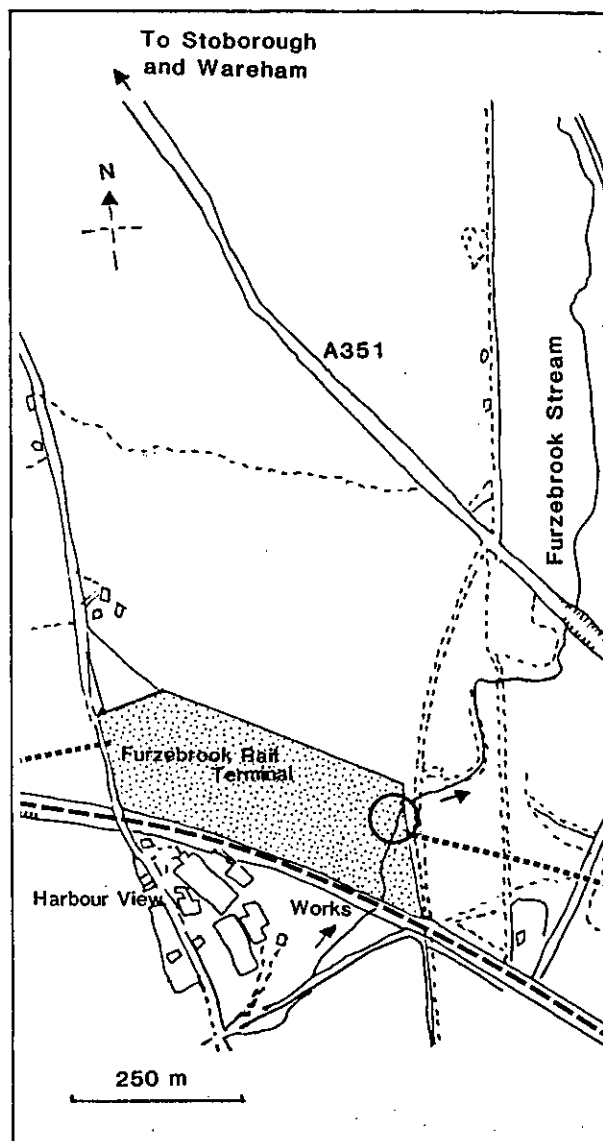 To Stoborough
and Wareham
N
A351
Furzebrook Stream
Furzebrook Rail
Terminal
Harbour View
Works
250 m